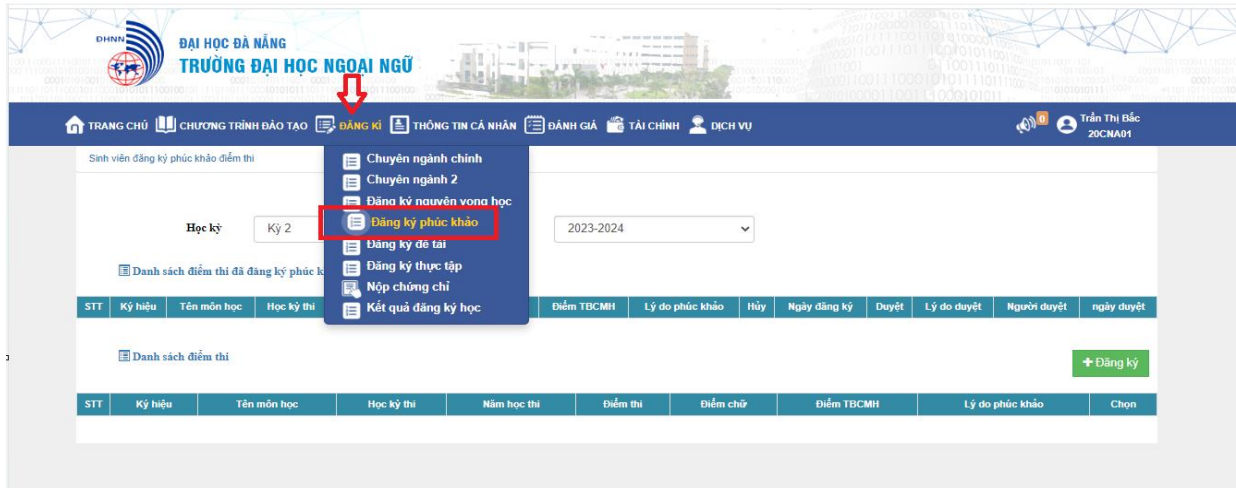 ĐHNN
ĐẠI HỌC ĐÀ NẴNG
TRƯỜNG ĐẠI HỌC NGOẠI NGỮ
TRANG CHỦ CHƯƠNG TRÌNH ĐÀO TẠO ĐĂNG KÍ THÔNG TIN CÁ NHÂN ĐÁNH GIÁ TÀI CHÍNH DỊCH VỤ 0 Trần Thị Bắc
20CNA01
Sinh viên đăng ký phúc khảo điểm thi
Chuyên ngành chính
Chuyên ngành 2
Đăng ký nguyện vọng học
Đăng ký phúc khảo
Đăng ký đề tài
Đăng ký thực tập
Nộp chứng chỉ
Kết quả đăng ký học
Học kỳ Kỳ 2 2023-2024
Danh sách điểm thi đã đăng ký phúc k
STT Ký hiệu Tên môn học Học kỳ thi Điểm TBCMH Lý do phúc khảo Hủy Ngày đăng ký Duyệt Lý do duyệt Người duyệt ngày duyệt
Danh sách điểm thi
+ Đăng ký
STT Ký hiệu Tên môn học Học kỳ thi Năm học thi Điểm thi Điểm chữ Điểm TBCMH Lý do phúc khảo Chọn